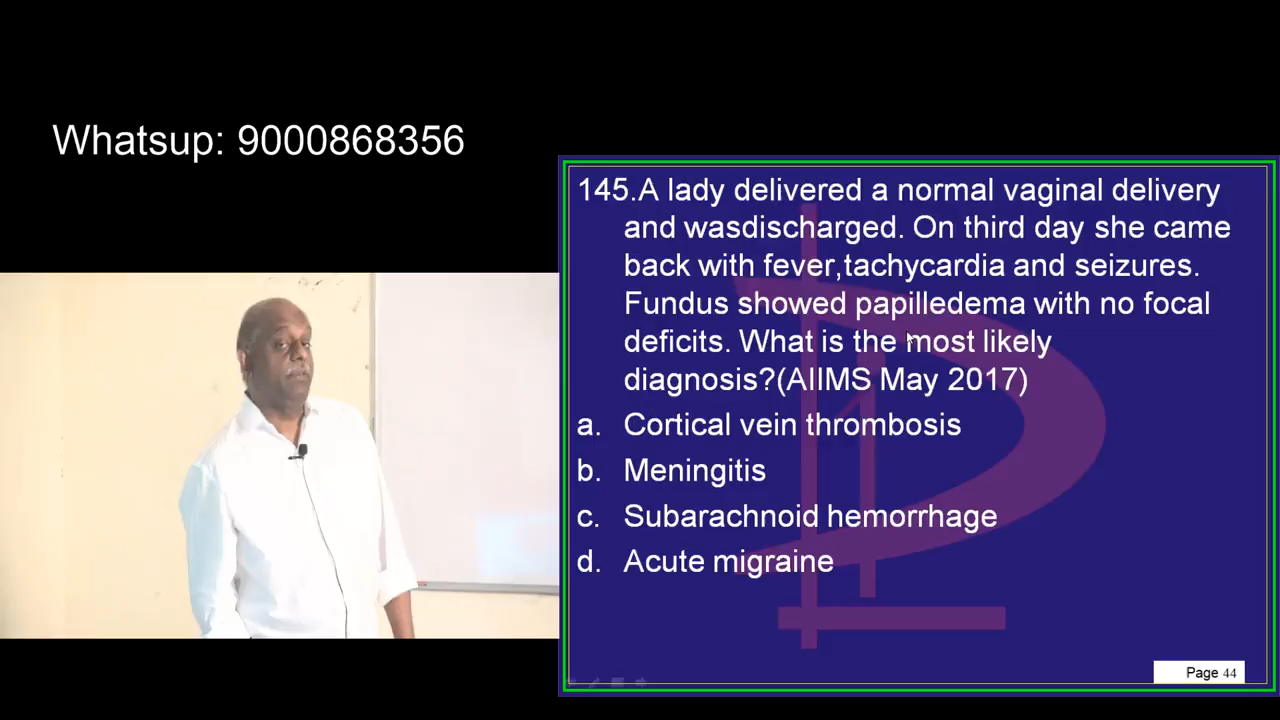 Whatsup: 9000868356
145.A lady delivered a normal vaginal delivery
and wasdischarged. On third day she came
back with fever,tachycardia and seizures.
Fundus showed papilledema with no focal
deficits. What is the most likely
diagnosis?(AIIMS May 2017)
a. Cortical vein thrombosis
b. Meningitis
c. Subarachnoid hemorrhage
d. Acute migraine
Page 44